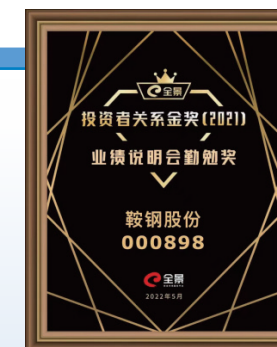 全景
投资者关系金奖(2021)
业绩说明会勤勉奖
鞍钢股份
000898
全景
2022年5月